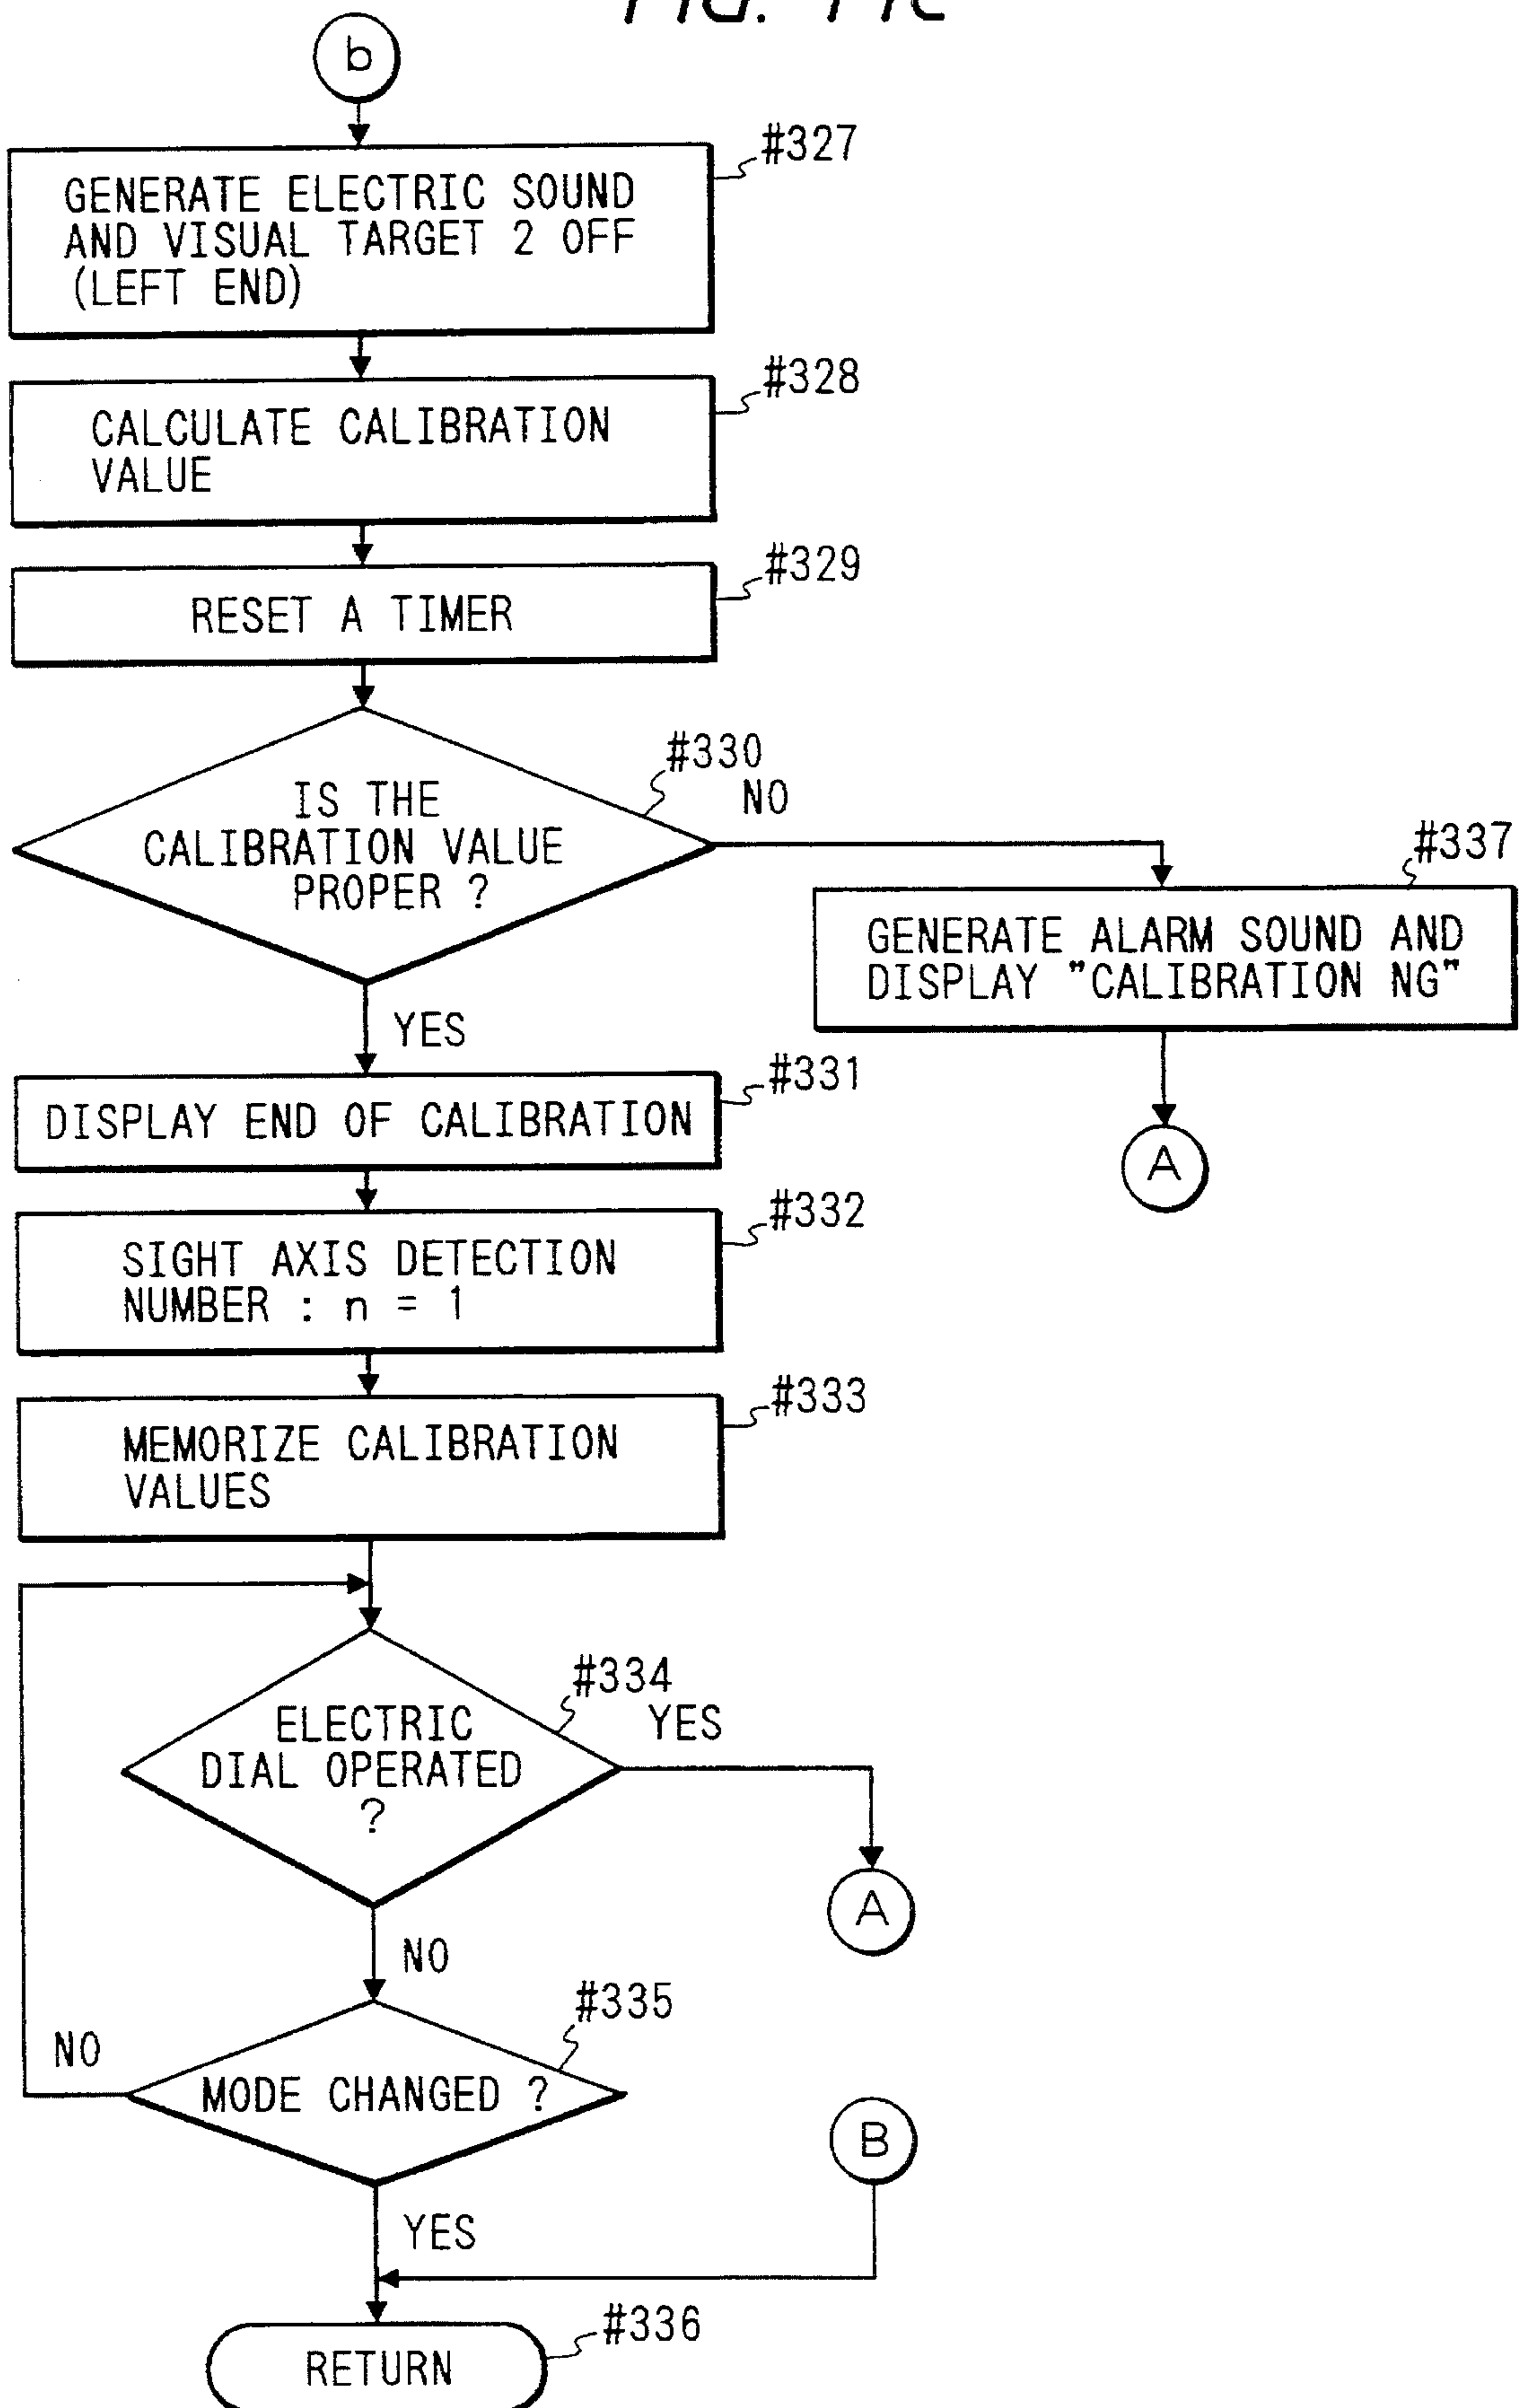 b
#327
GENERATE ELECTRIC SOUND
AND VISUAL TARGET 2 OFF
(LEFT END)
#328
CALCULATE CALIBRATION
VALUE
#329
RESET A TIMER
#330
NO
IS THE
CALIBRATION VALUE
PROPER ?
#337
GENERATE ALARM SOUND AND
DISPLAY "CALIBRATION NG"
A
YES
#331
DISPLAY END OF CALIBRATION
#332
SIGHT AXIS DETECTION
NUMBER : n = 1
#333
MEMORIZE CALIBRATION
VALUES
#334
YES
ELECTRIC
DIAL OPERATED
?
A
NO
#335
NO
MODE CHANGED ?
B
YES
#336
RETURN